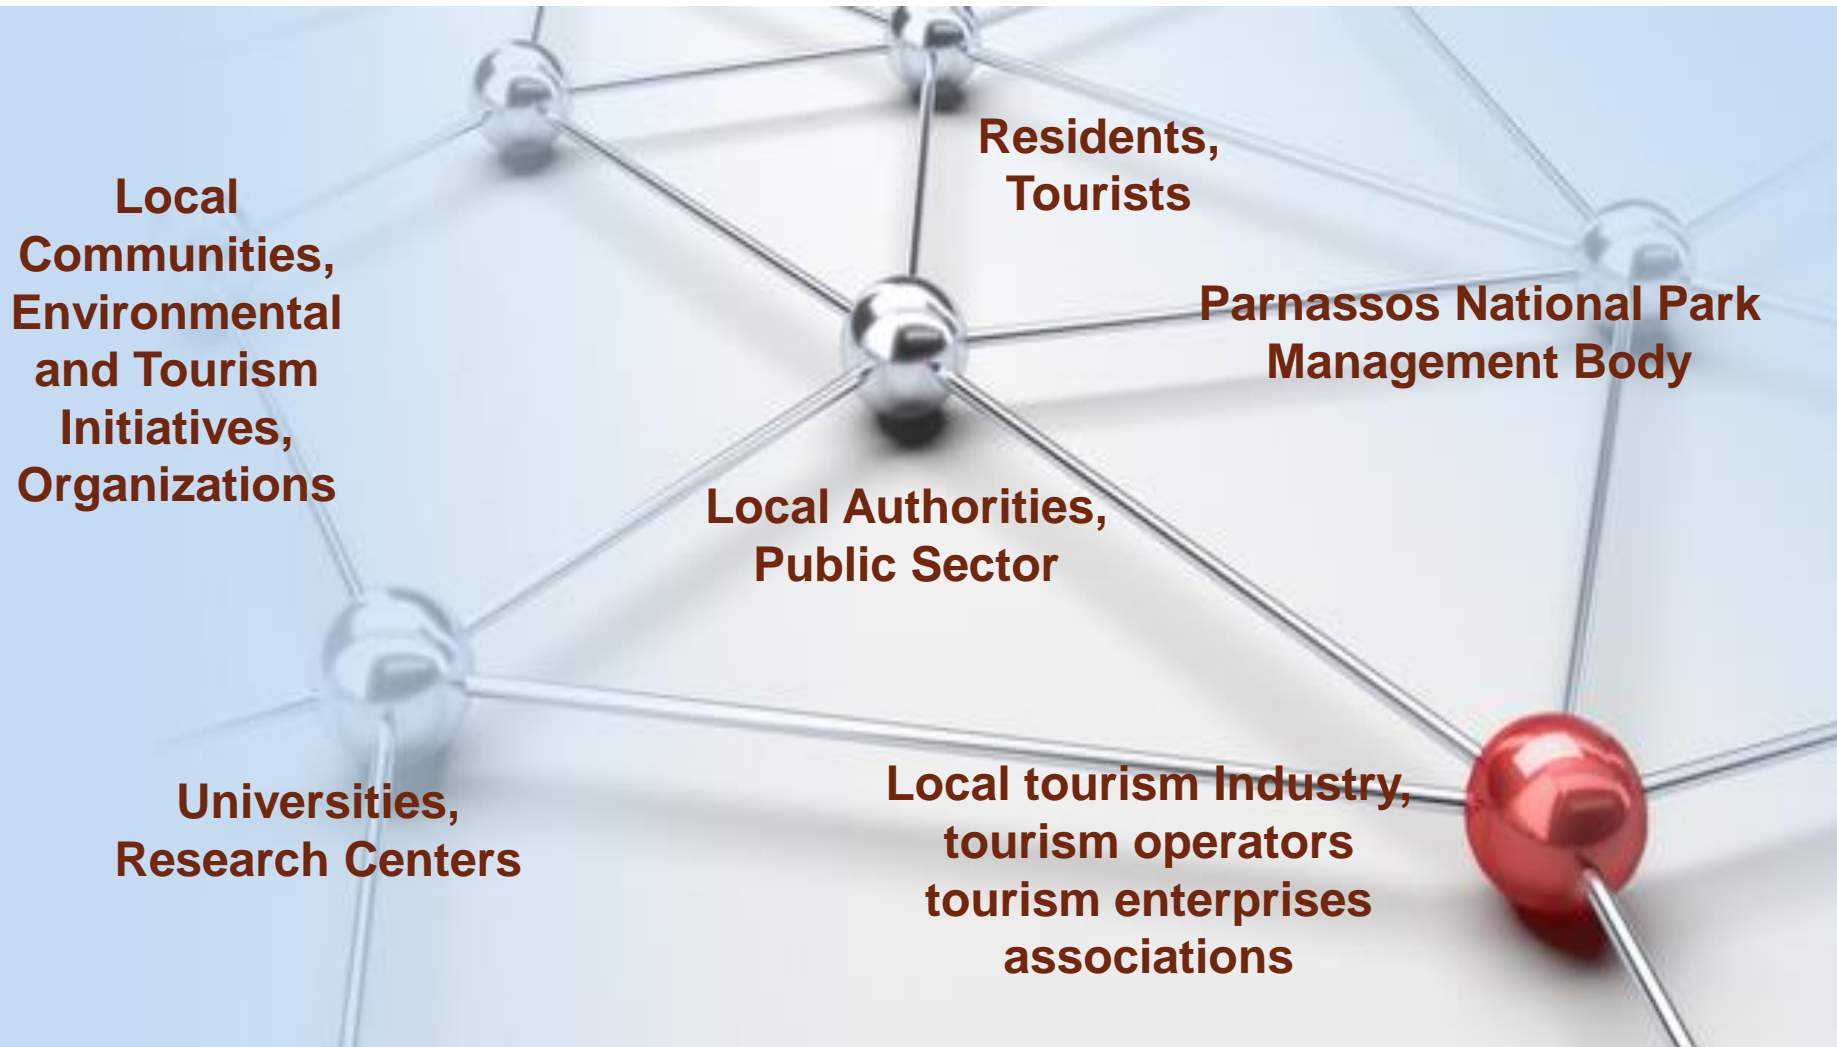 Residents,
Tourists
Local
Communities,
Environmental
and Tourism
Initiatives,
Organizations
Parnassos National Park
Management Body
Local Authorities,
Public Sector
Universities,
Research Centers
Local tourism Industry,
tourism operators
tourism enterprises
associations